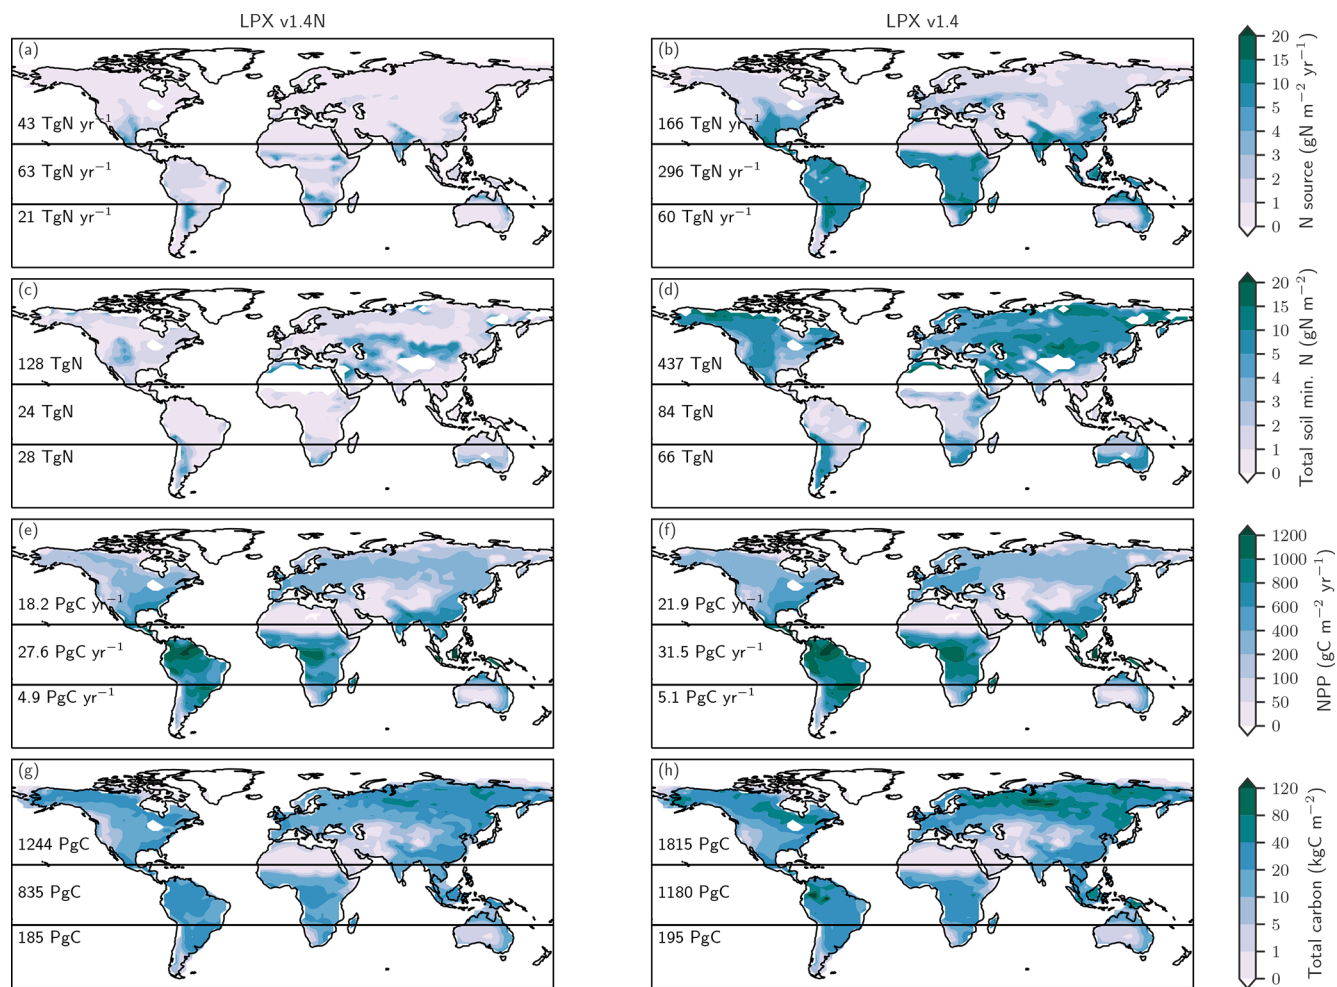 LPX v1.4N
LPX v1.4
(a)
43 TgN yr−1
63 TgN yr−1
21 TgN yr−1
(b)
166 TgN yr−1
296 TgN yr−1
60 TgN yr−1
20
15
10
5
4
3
2
1
0
N source (gN m−2 yr−1)
(c)
128 TgN
24 TgN
28 TgN
(d)
437 TgN
84 TgN
66 TgN
20
15
10
5
4
3
2
1
0
Total soil min. N (gN m−2)
(e)
18.2 PgC yr−1
27.6 PgC yr−1
4.9 PgC yr−1
(f)
21.9 PgC yr−1
31.5 PgC yr−1
5.1 PgC yr−1
1200
1000
800
600
400
200
100
50
0
NPP (gC m−2 yr−1)
(g)
1244 PgC
835 PgC
185 PgC
(h)
1815 PgC
1180 PgC
195 PgC
120
80
40
20
10
5
1
0
Total carbon (kgC m−2)